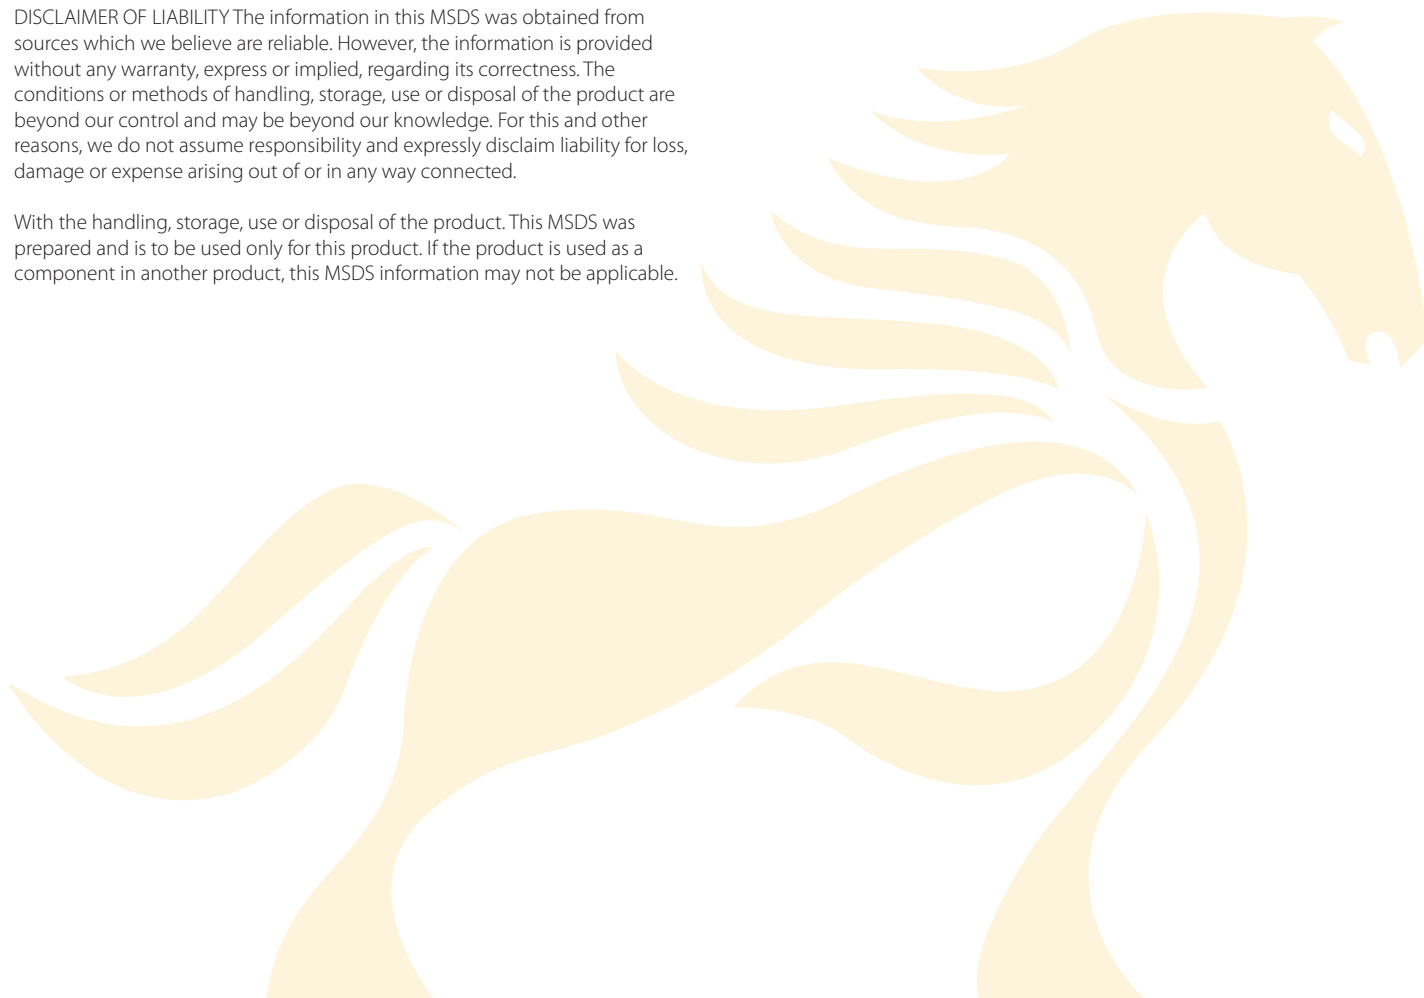 DISCLAIMER OF LIABILITY The information in this MSDS was obtained from
sources which we believe are reliable. However, the information is provided
without any warranty, express or implied, regarding its correctness. The
conditions or methods of handling, storage, use or disposal of the product are
beyond our control and may be beyond our knowledge. For this and other
reasons, we do not assume responsibility and expressly disclaim liability for loss,
damage or expense arising out of or in any way connected.
With the handling, storage, use or disposal of the product. This MSDS was
prepared and is to be used only for this product. If the product is used as a
component in another product, this MSDS information may not be applicable.